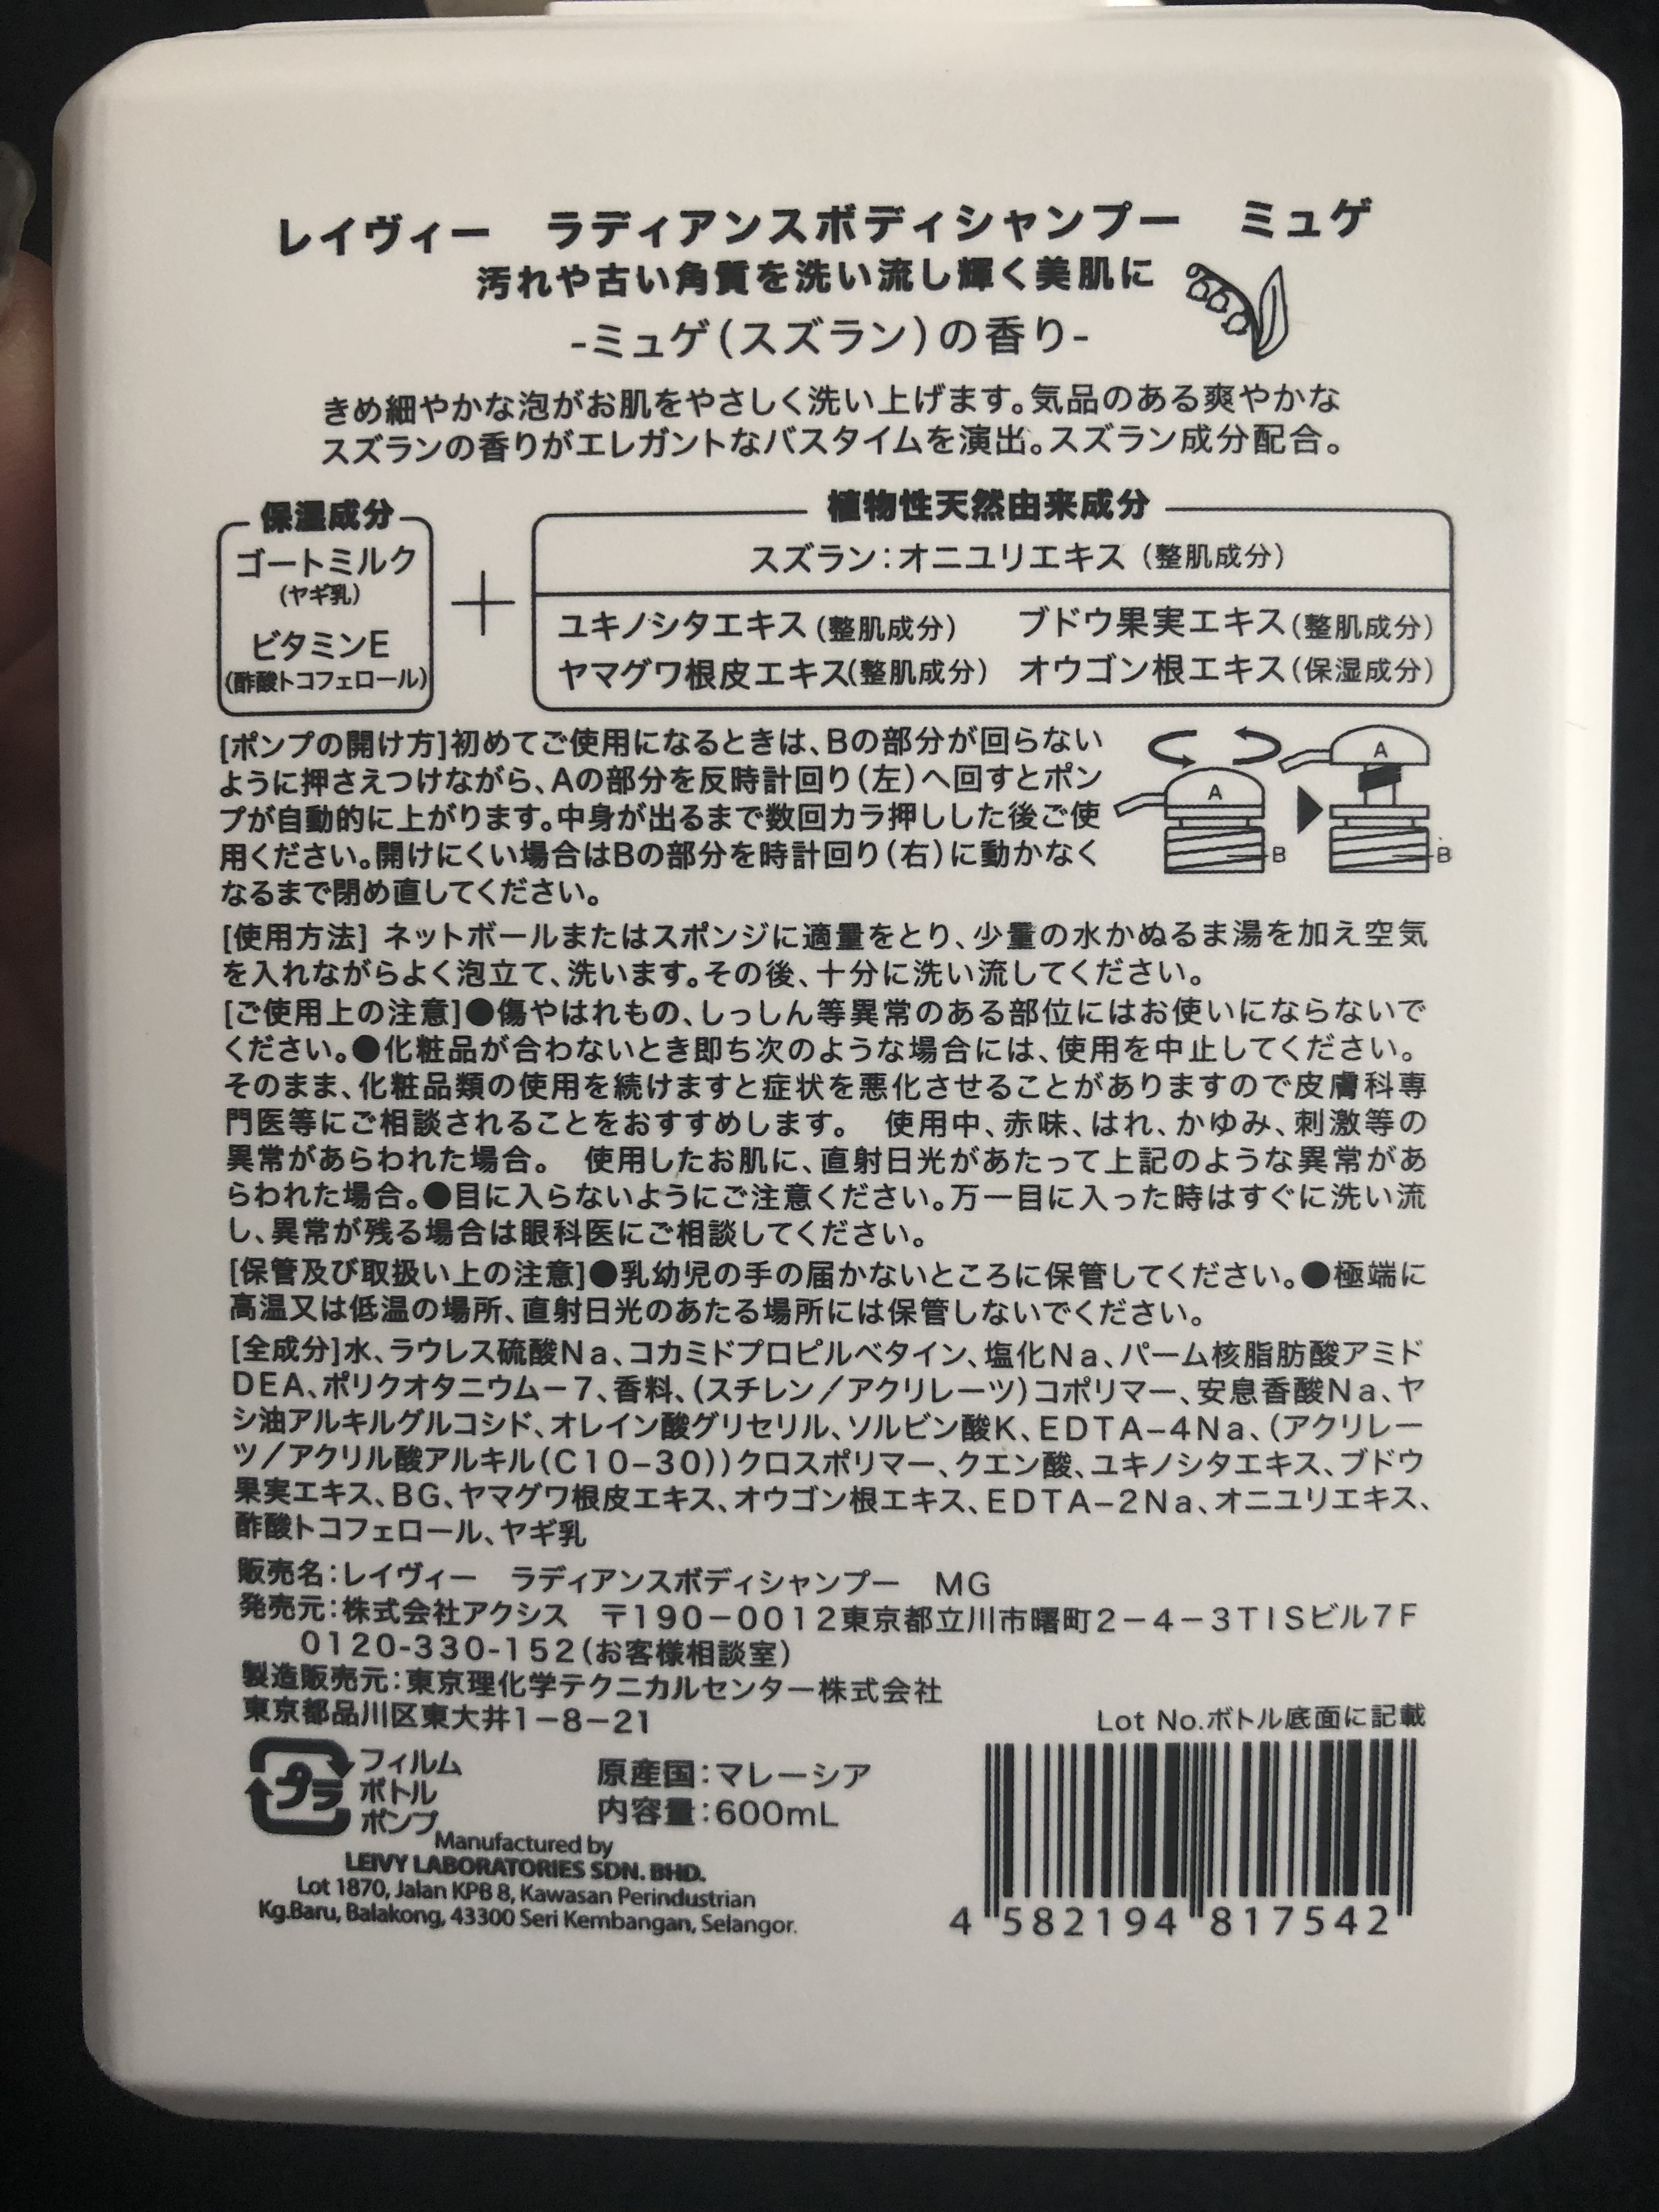 レイヴィー　ラディアンスボディシャンプー　ミュゲ
汚れや古い角質を洗い流し輝く美肌に
-ミュゲ(スズラン)の香り-
きめ細やかな泡がお肌をやさしく洗い上げます。気品のある爽やかな
スズランの香りがエレガントなバスタイムを演出。スズラン成分配合。
保湿成分
ゴートミルク
(ヤギ乳)
ビタミンE
(酢酸トコフェロール)
＋
植物性天然由来成分
スズラン:オニユリエキス(整肌成分)
ユキノシタエキス(整肌成分)　ブドウ果実エキス(整肌成分)
ヤマグワ根皮エキス(整肌成分)　オウゴン根エキス(保湿成分)
[ポンプの開け方]初めてご使用になるときは、Bの部分が回らない
ように押さえつけながら、Aの部分を反時計回り(左)へ回すとポン
プが自動的に上がります。中身が出るまで数回カラ押しした後ご使
用ください。開けにくい場合はBの部分を時計回り(右)に動かなく
なるまで閉め直してください。
A
B
A
B
[使用方法] ネットボールまたはスポンジに適量をとり、少量の水かぬるま湯を加え空気
を入れながらよく泡立て、洗います。その後、十分に洗い流してください。
[ご使用上の注意]●傷やはれもの、しっしん等異常のある部位にはお使いにならないで
ください。●化粧品が合わないとき即ち次のような場合には、使用を中止してください。
そのまま、化粧品類の使用を続けますと症状を悪化させることがありますので皮膚科専
門医等にご相談されることをおすすめします。　使用中、赤味、はれ、かゆみ、刺激等の
異常があらわれた場合。　使用したお肌に、直射日光があたって上記のような異常があ
らわれた場合。●目に入らないようにご注意ください。万一目に入った時はすぐに洗い流
し、異常が残る場合は眼科医にご相談してください。
[保管及び取扱い上の注意]●乳幼児の手の届かないところに保管してください。●極端に
高温又は低温の場所、直射日光のあたる場所には保管しないでください。
[全成分]水、ラウレス硫酸Na、コカミドプロピルベタイン、塩化Na、パーム核脂肪酸アミド
DEA、ポリクオタニウム－7、香料、(スチレン/アクリレーツ)コポリマー、安息香酸Na、ヤ
シ油アルキルグルコシド、オレイン酸グリセリル、ソルビン酸K、EDTA−4Na、(アクリレー
ツ/アクリル酸アルキル(C10−30))クロスポリマー、クエン酸、ユキノシタエキス、ブドウ
果実エキス、BG、ヤマグワ根皮エキス、オウゴン根エキス、EDTA−2Na、オニユリエキス、
酢酸トコフェロール、ヤギ乳
販売名:レイヴィー　ラディアンスボディシャンプー　MG
発売元:株式会社アクシス　〒190−0012東京都立川市曙町2−4−3TISビル7F
0120-330-152(お客様相談室)
製造販売元:東京理化学テクニカルセンター株式会社
東京都品川区東大井1−8−21
Lot No.ボトル底面に記載
プラ
フィルム
ボトル
ポンプ
原産国:マレーシア
内容量:600mL
Manufactured by
LEIVY LABORATORIES SDN. BHD.
Lot 1870, Jalan KPB 8, Kawasan Perindustrian
Kg.Baru, Balakong, 43300 Seri Kembangan, Selangor.
4 582194 817542